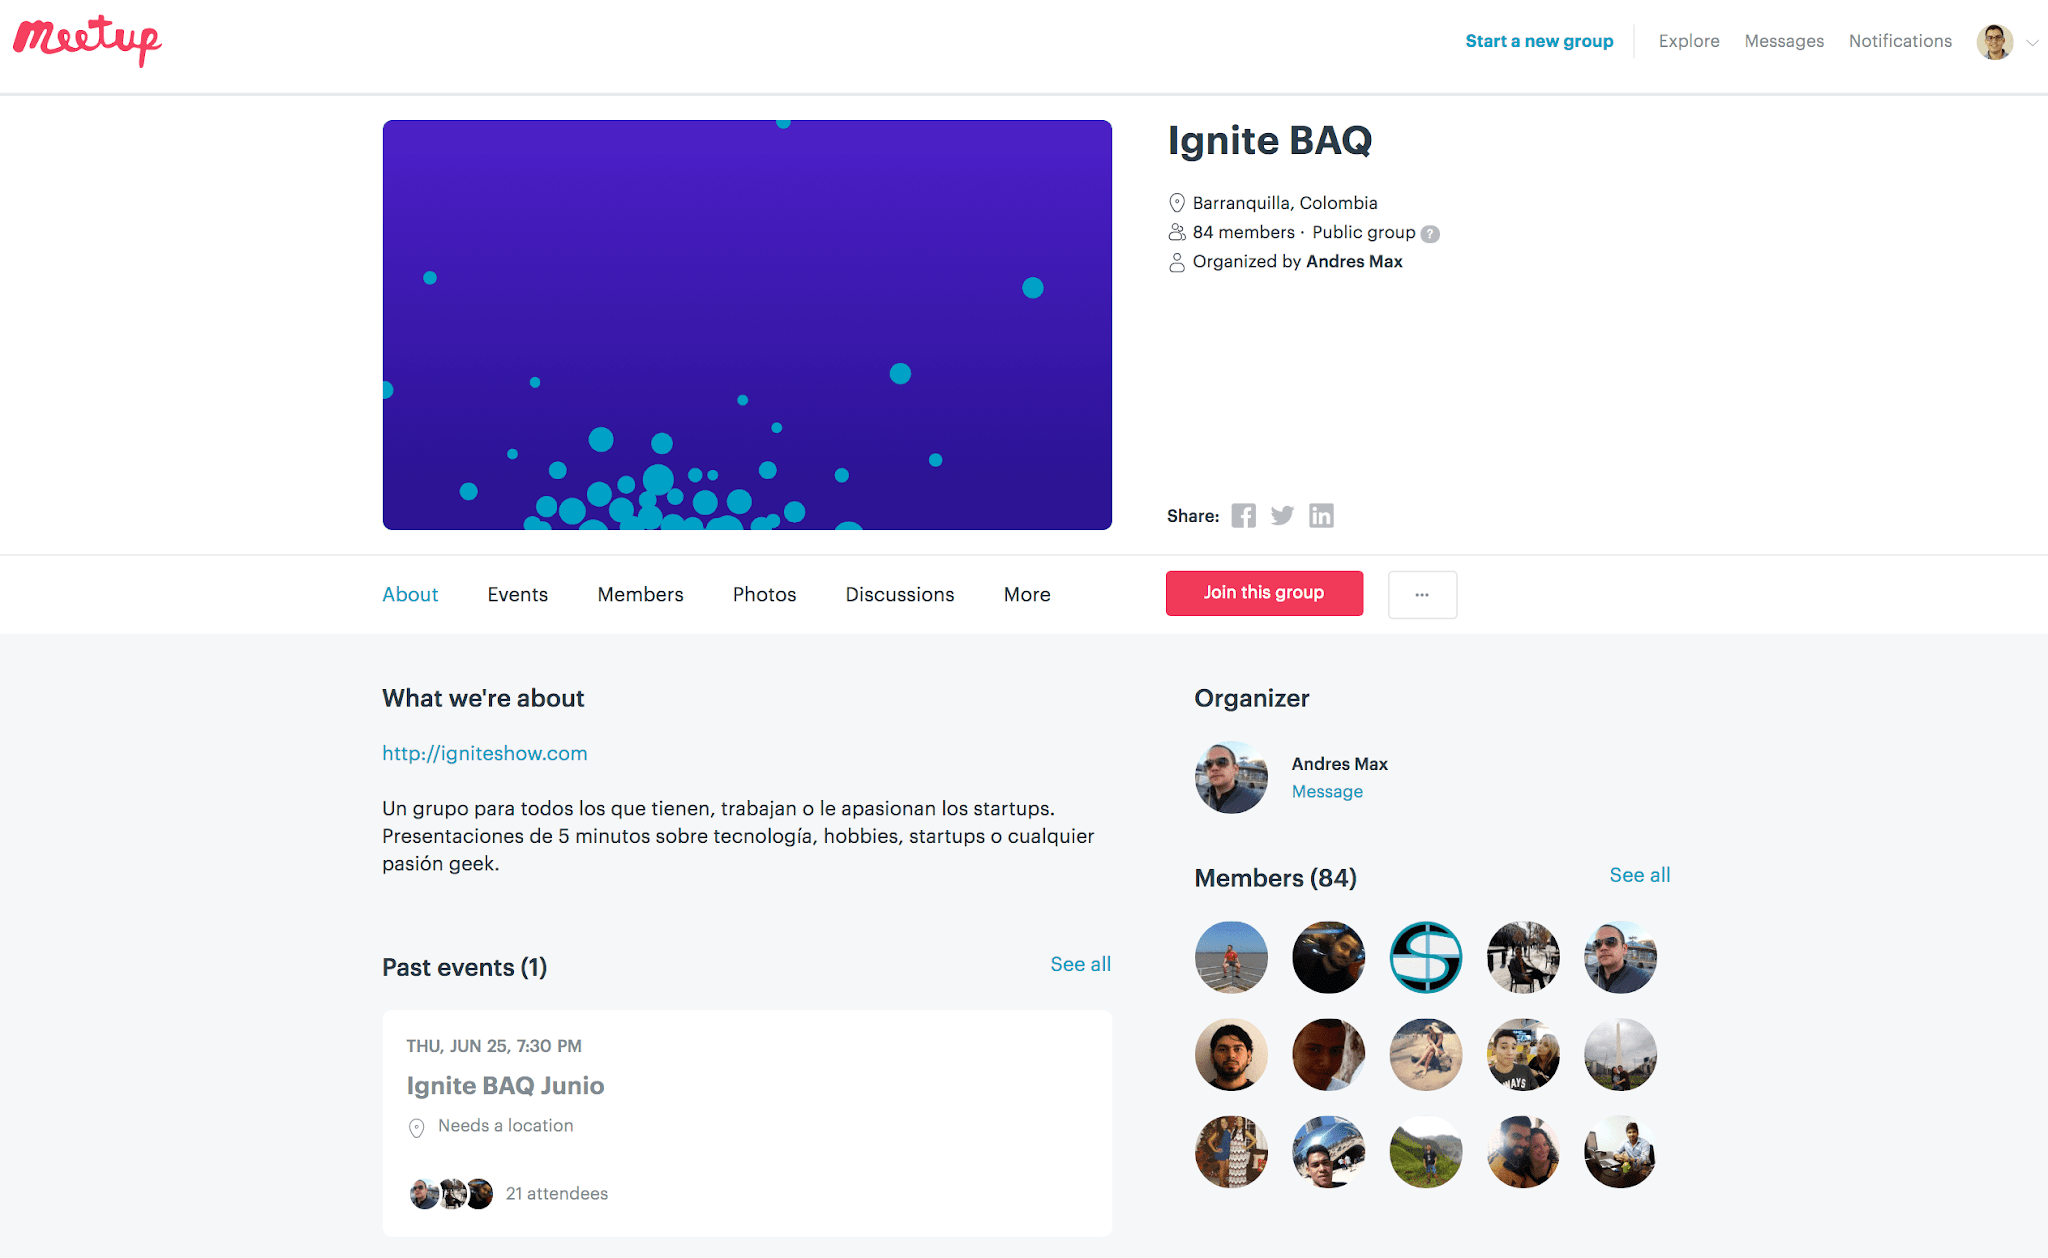 meetup
Start a new group
Explore
Messages
Notifications
Ignite BAQ
Barranquilla, Colombia
84 members · Public group ?
Organized by Andres Max
Share:
About
Events
Members
Photos
Discussions
More
Join this group
...
What we're about
http://igniteshow.com
Un grupo para todos los que tienen, trabajan o le apasionan los startups.
Presentaciones de 5 minutos sobre tecnología, hobbies, startups o cualquier
pasión geek.
Past events (1)
See all
THU, JUN 25, 7:30 PM
Ignite BAQ Junio
Needs a location
21 attendees
Organizer
Andres Max
Message
Members (84)
See all